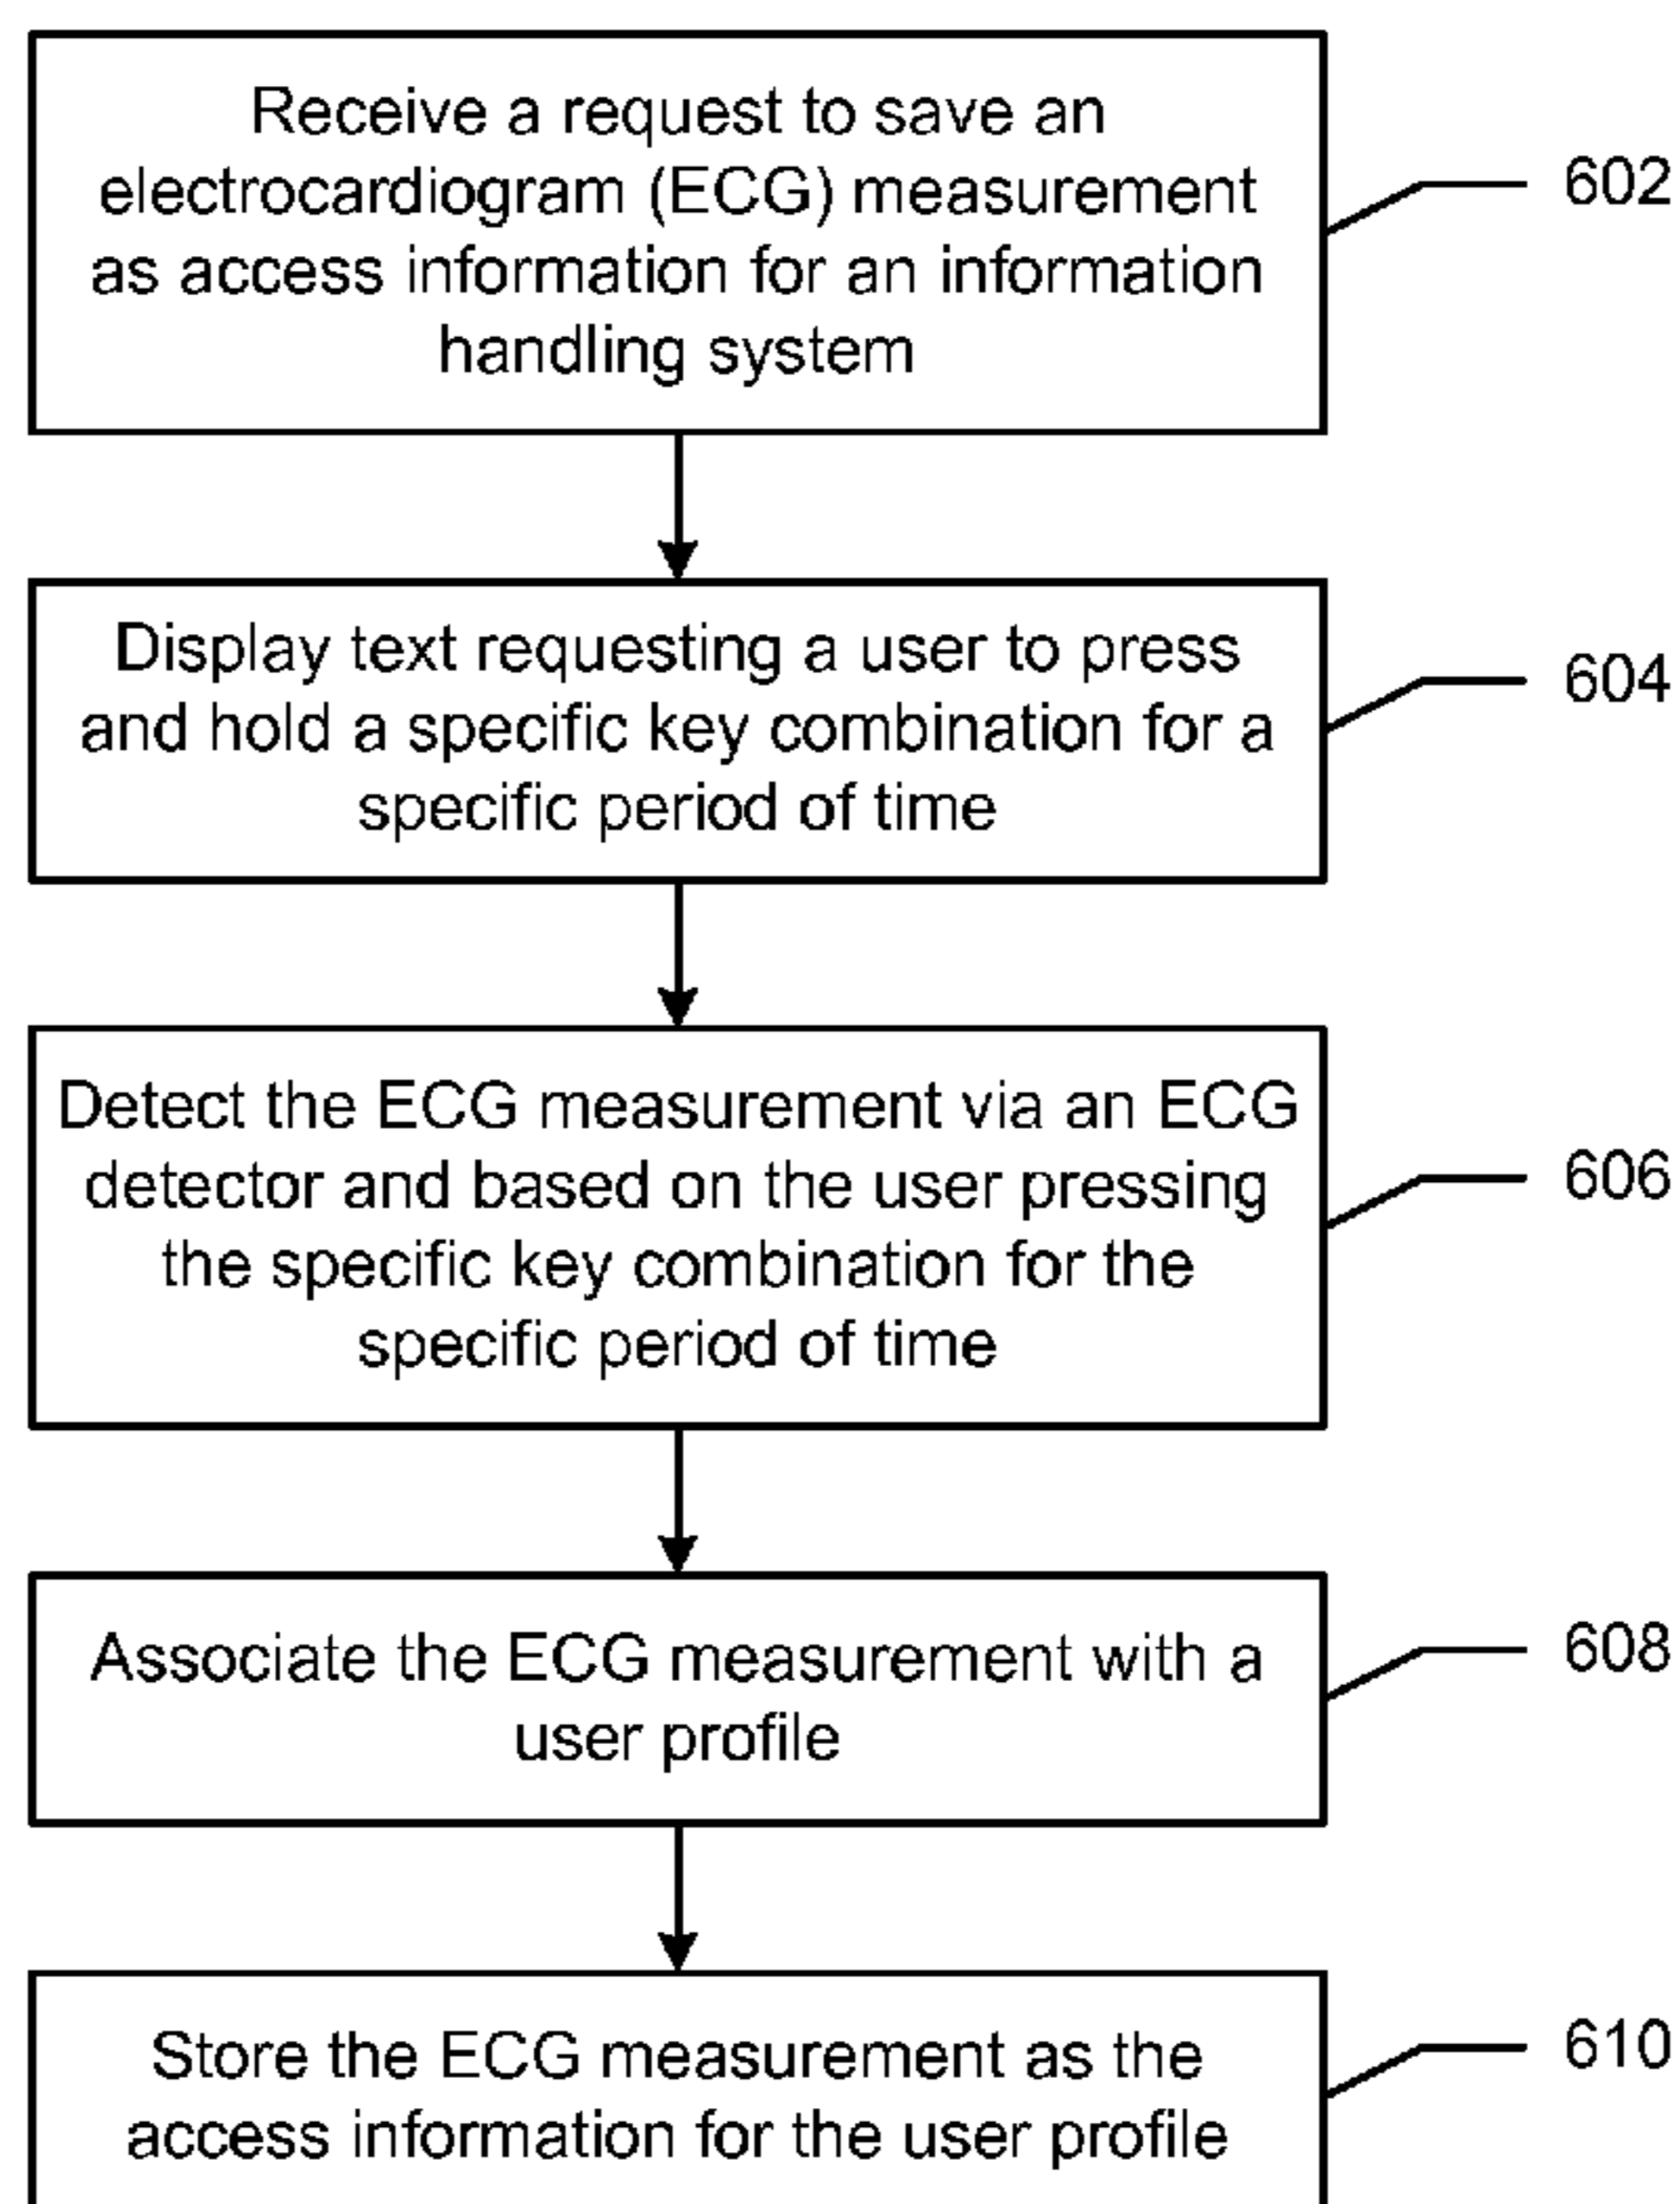 Receive a request to save an
electrocardiogram (ECG) measurement
as access information for an information
handling system
602
Display text requesting a user to press
and hold a specific key combination for a
specific period of time
604
Detect the ECG measurement via an ECG
detector and based on the user pressing
the specific key combination for the
specific period of time
606
Associate the ECG measurement with a
user profile
608
Store the ECG measurement as the
access information for the user profile
610